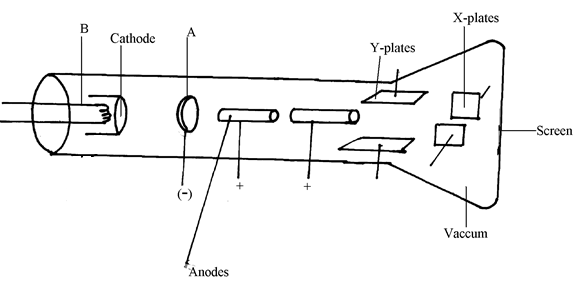 X-plates
B
A
Cathode
Y-plates
Screen
(-)
+
+
Vaccum
Anodes